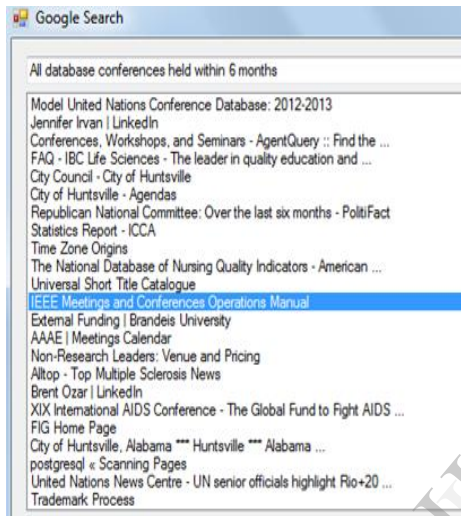 Google Search
All database conferences held within 6 months
Model United Nations Conference Database: 2012-2013
Jennifer Irvan | LinkedIn
Conferences, Workshops, and Seminars - AgentQuery :: Find the ...
FAQ - IBC Life Sciences - The leader in quality education and ...
City Council - City of Huntsville
City of Huntsville - Agendas
Republican National Committee: Over the last six months - PolitiFact
Statistics Report - ICCA
Time Zone Origins
The National Database of Nursing Quality Indicators - American ...
Universal Short Title Catalogue
IEEE Meetings and Conferences Operations Manual
External Funding | Brandeis University
AAAE | Meetings Calendar
Non-Research Leaders: Venue and Pricing
Alltop - Top Multiple Sclerosis News
Brent Ozar | LinkedIn
XIX International AIDS Conference - The Global Fund to Fight AIDS ...
FIG Home Page
City of Huntsville, Alabama *** Huntsville *** Alabama ...
postgresql « Scanning Pages
United Nations News Centre - UN senior officials highlight Rio+20 ...
Trademark Process